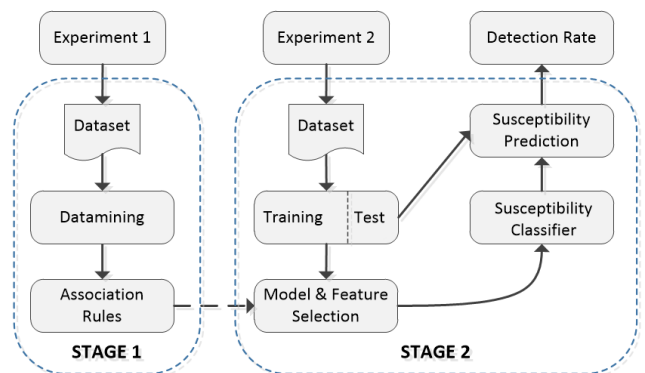 Experiment 1
Dataset
Datamining
Association
Rules
STAGE 1
Experiment 2
Dataset
Training
Test
Model & Feature
Selection
Detection Rate
Susceptibility
Prediction
Susceptibility
Classifier
STAGE 2